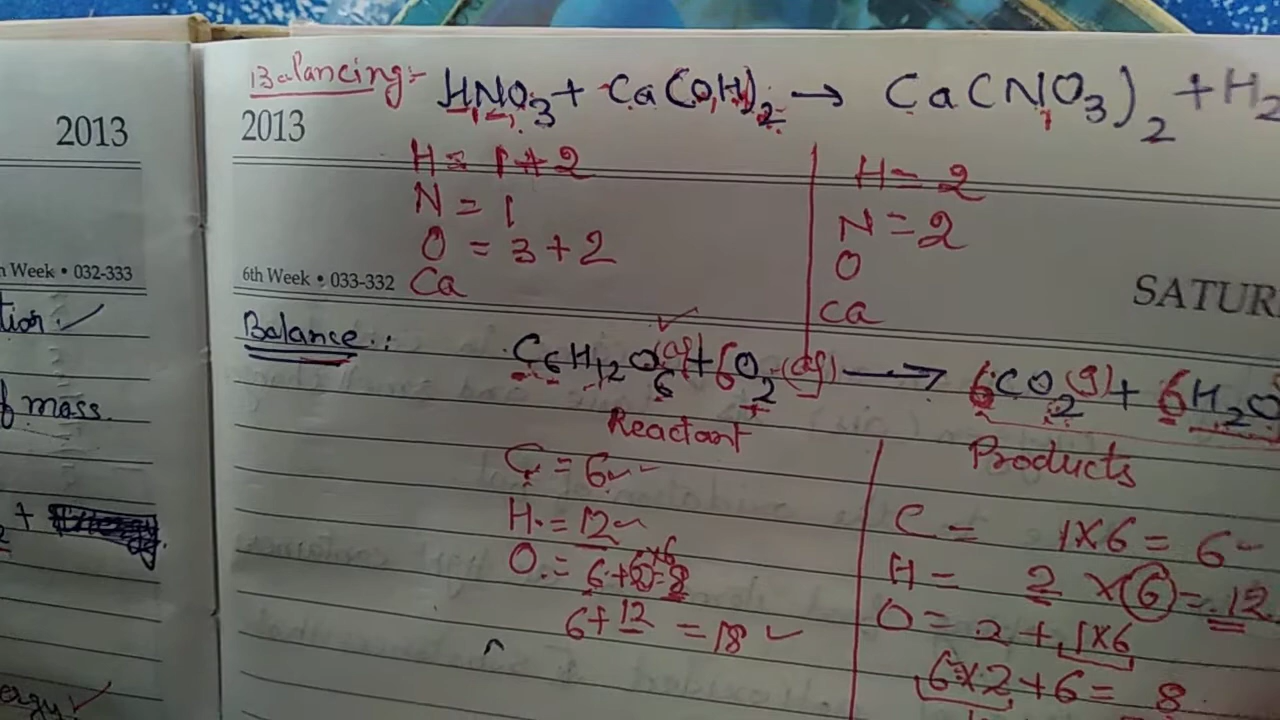 Balancing:- HNO3 + Ca(OH)2 → Ca(NO3)2 + H2
2013
2013
H = 1 + 2
H = 2
N = 1
N = 2
O = 3 + 2
O
Week • 032-333
6th Week • 033-332
Ca
Ca
SATUR
Balance:
C6H12O6(aq) + 6O2(aq) → 6CO2(g) + 6H2O
of mass
Reactant
Products
C = 6
C = 1×6 = 6
H = 12
H = 2 × 6 = 12
O = 6 + 2×6 = 8
O = 2 + 1×6
6 + 12 = 18
6×2 + 6 = 8